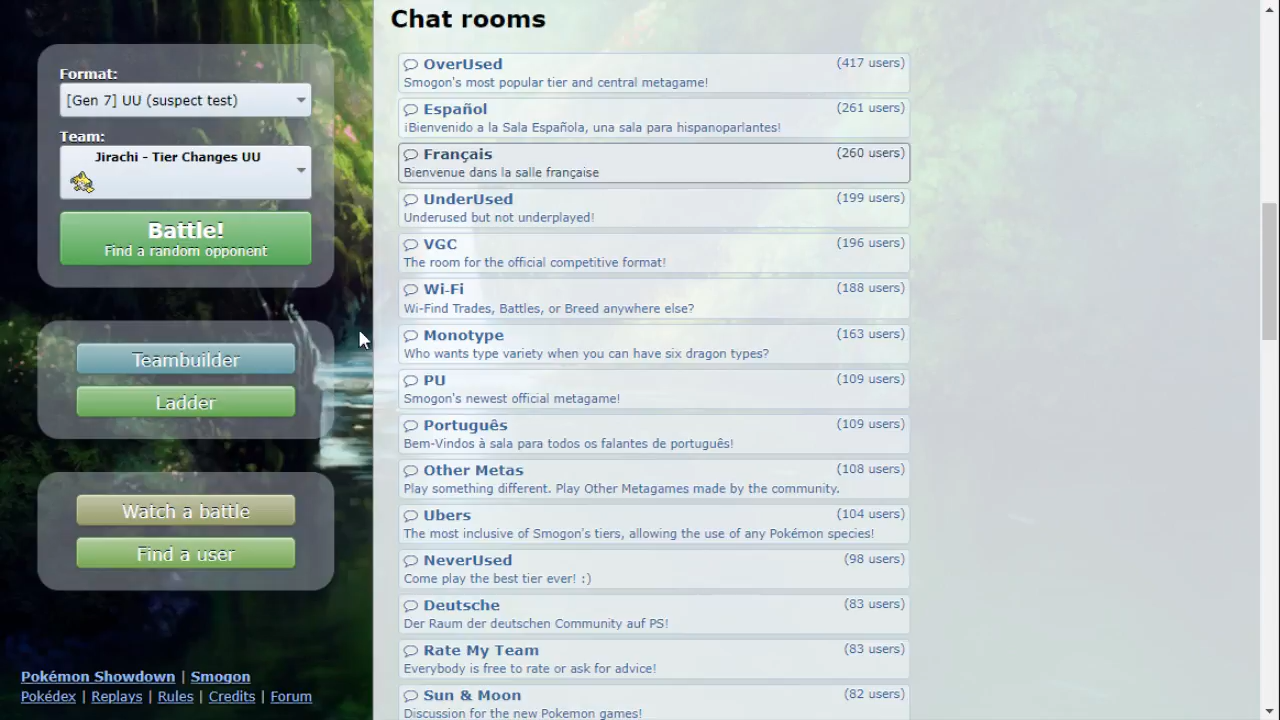 Format:
[Gen 7] UU (suspect test)
Team:
Jirachi - Tier Changes UU
Battle!
Find a random opponent
Teambuilder
Ladder
Watch a battle
Find a user
Pokémon Showdown | Smogon
Pokédex | Replays | Rules | Credits | Forum
Chat rooms
OverUsed (417 users)
Smogon's most popular tier and central metagame!
Español (261 users)
¡Bienvenido a la Sala Española, una sala para hispanoparlantes!
Français (260 users)
Bienvenue dans la salle française
UnderUsed (199 users)
Underused but not underplayed!
VGC (196 users)
The room for the official competitive format!
Wi-Fi (188 users)
Wi-Find Trades, Battles, or Breed anywhere else?
Monotype (163 users)
Who wants type variety when you can have six dragon types?
PU (109 users)
Smogon's newest official metagame!
Português (109 users)
Bem-Vindos à sala para todos os falantes de português!
Other Metas (108 users)
Play something different. Play Other Metagames made by the community.
Ubers (104 users)
The most inclusive of Smogon's tiers, allowing the use of any Pokémon species!
NeverUsed (98 users)
Come play the best tier ever! :)
Deutsche (83 users)
Der Raum der deutschen Community auf PS!
Rate My Team (83 users)
Everybody is free to rate or ask for advice!
Sun & Moon (82 users)
Discussion for the new Pokemon games!